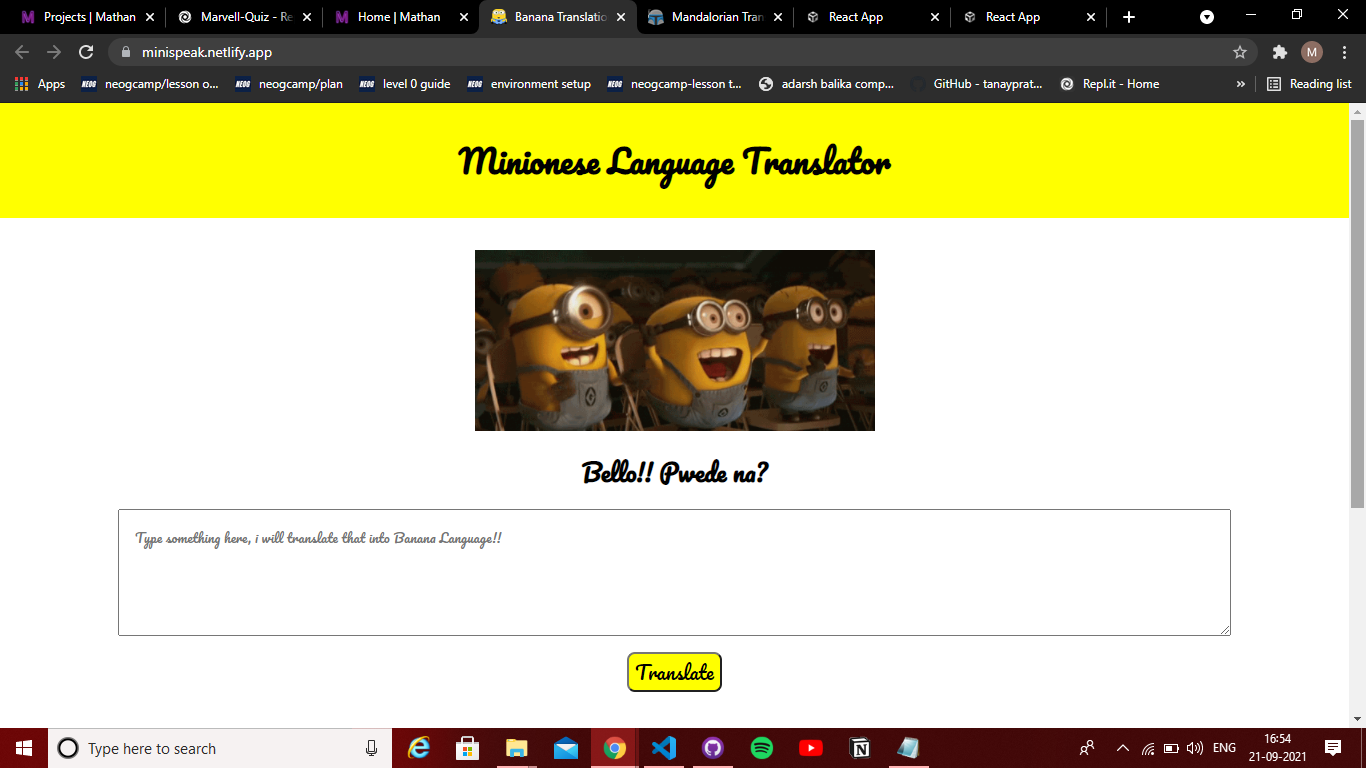 Projects | Mathan
Marvell-Quiz - Re
Home | Mathan
Banana Translatio
Mandalorian Tran
React App
React App
minispeak.netlify.app
M
Apps
neogcamp/lesson o...
neogcamp/plan
level 0 guide
environment setup
neogcamp-lesson t...
adarsh balika comp...
GitHub - tanayprat...
Repl.it - Home
Reading list
Minionese Language Translator
Bello!! Pwede na?
Type something here, i will translate that into Banana Language!!
Translate
Type here to search
ENG
16:54
21-09-2021